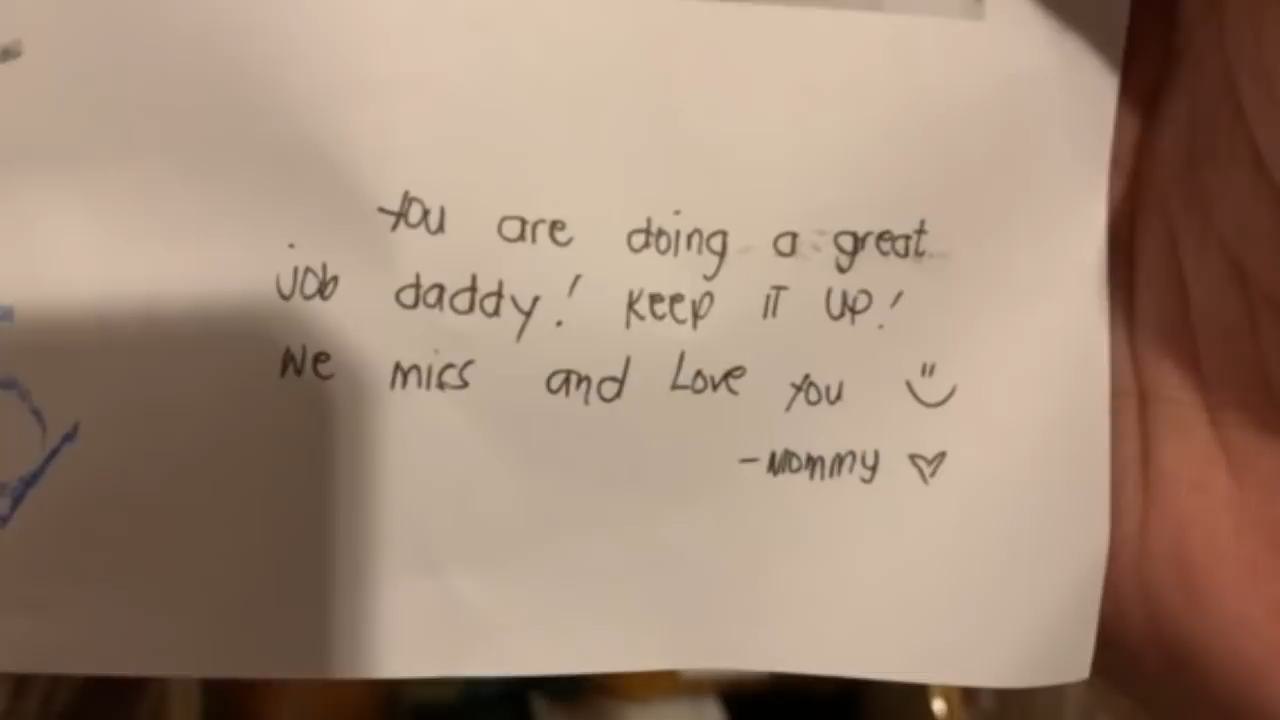 You are doing a great
job daddy! Keep it up!
We miss and Love you
-Mommy